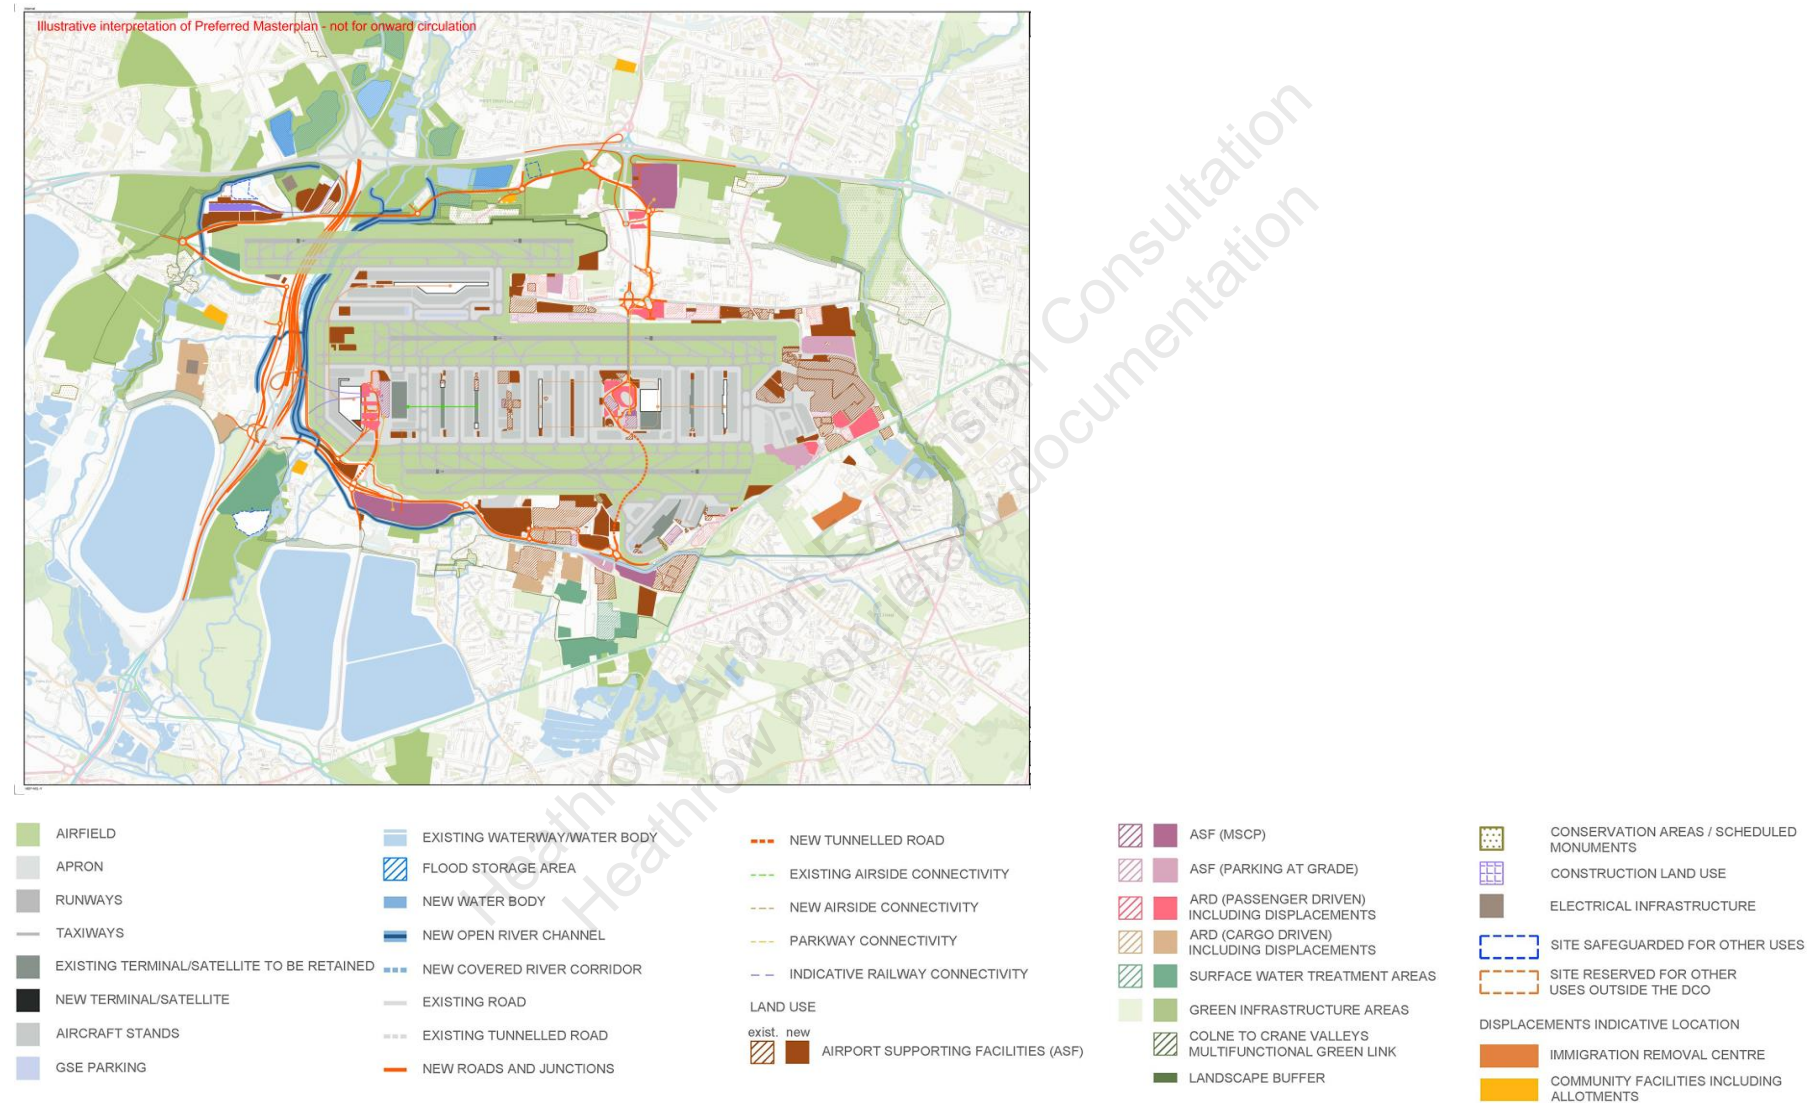 Illustrative interpretation of Preferred Masterplan - not for onward circulation
Heathrow Airport Expansion Consultation
Heathrow proprietary documentation
AIRFIELD
APRON
RUNWAYS
TAXIWAYS
EXISTING TERMINAL/SATELLITE TO BE RETAINED
NEW TERMINAL/SATELLITE
AIRCRAFT STANDS
GSE PARKING
EXISTING WATERWAY/WATER BODY
FLOOD STORAGE AREA
NEW WATER BODY
NEW OPEN RIVER CHANNEL
NEW COVERED RIVER CORRIDOR
EXISTING ROAD
EXISTING TUNNELLED ROAD
NEW ROADS AND JUNCTIONS
NEW TUNNELLED ROAD
EXISTING AIRSIDE CONNECTIVITY
NEW AIRSIDE CONNECTIVITY
PARKWAY CONNECTIVITY
INDICATIVE RAILWAY CONNECTIVITY
LAND USE
exist. new
AIRPORT SUPPORTING FACILITIES (ASF)
ASF (MSCP)
ASF (PARKING AT GRADE)
ARD (PASSENGER DRIVEN)
INCLUDING DISPLACEMENTS
ARD (CARGO DRIVEN)
INCLUDING DISPLACEMENTS
SURFACE WATER TREATMENT AREAS
GREEN INFRASTRUCTURE AREAS
COLNE TO CRANE VALLEYS
MULTIFUNCTIONAL GREEN LINK
LANDSCAPE BUFFER
CONSERVATION AREAS / SCHEDULED
MONUMENTS
CONSTRUCTION LAND USE
ELECTRICAL INFRASTRUCTURE
SITE SAFEGUARDED FOR OTHER USES
SITE RESERVED FOR OTHER
USES OUTSIDE THE DCO
DISPLACEMENTS INDICATIVE LOCATION
IMMIGRATION REMOVAL CENTRE
COMMUNITY FACILITIES INCLUDING
ALLOTMENTS